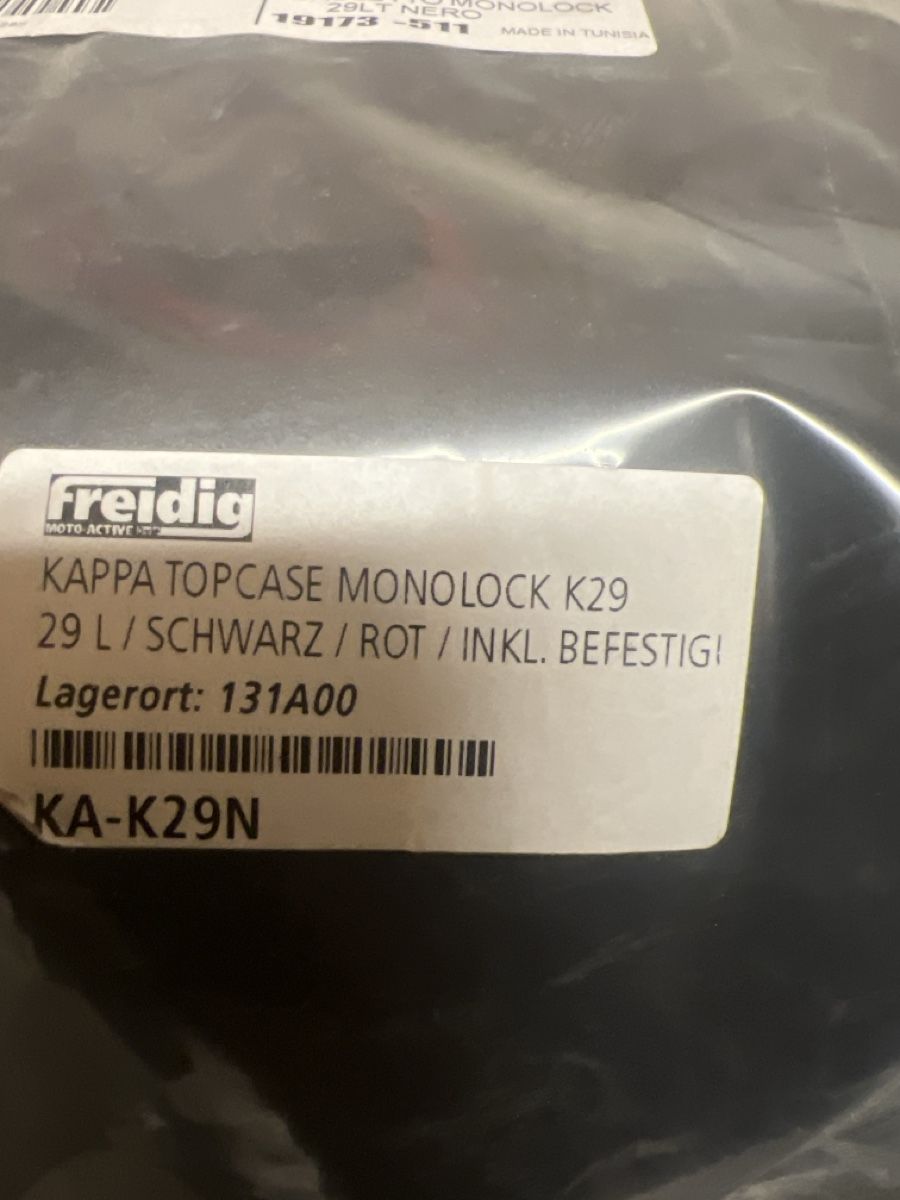 MONOLOCK
29LT NERO
19173 -511 MADE IN TUNISIA
freidig
MOTO-ACTIVE
KAPPA TOPCASE MONOLOCK K29
29 L / SCHWARZ / ROT / INKL. BEFESTIG
Lagerort: 131A00
KA-K29N